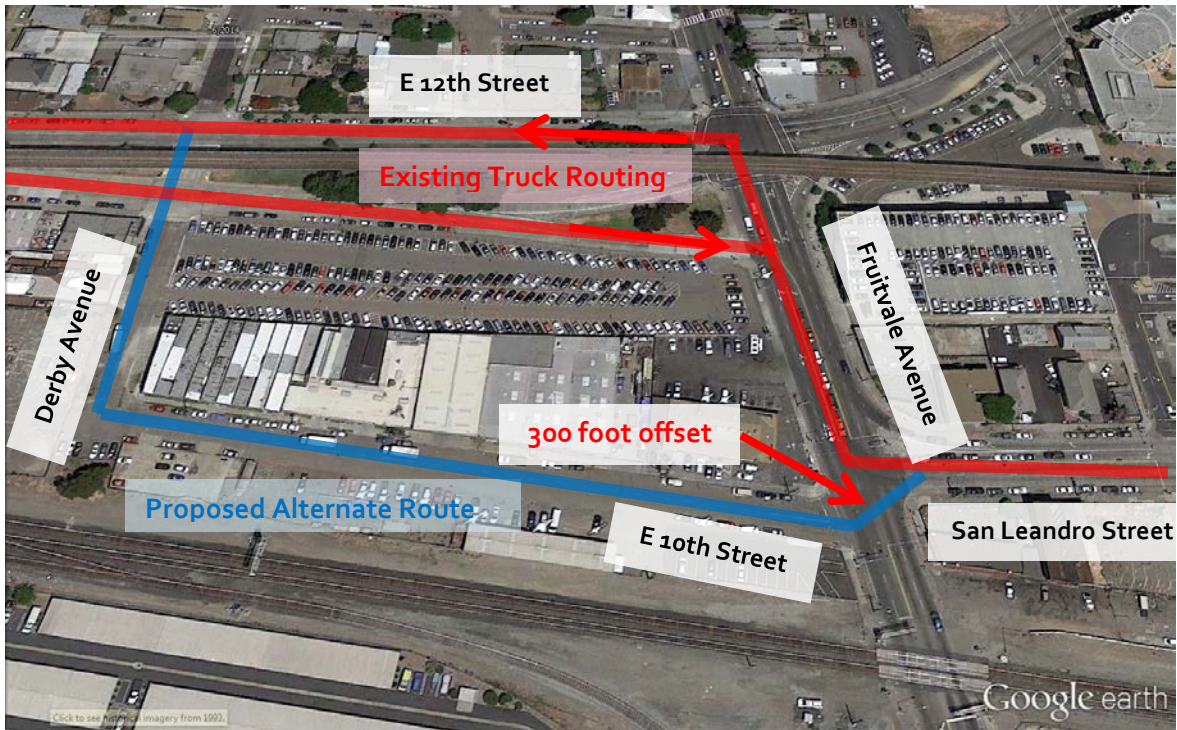 E 12th Street
Existing Truck Routing
Derby Avenue
Fruitvale Avenue
300 foot offset
Proposed Alternate Route
E 10th Street
San Leandro Street
Google earth
Click to see historical imagery from 1993.